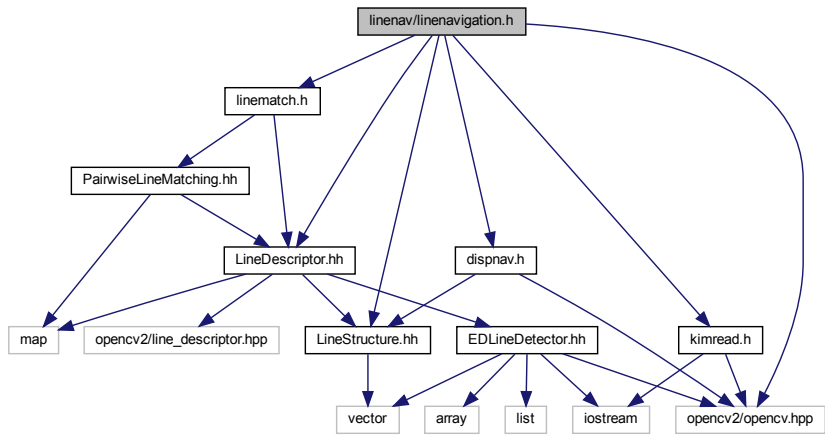 linenav/linenavigation.h
linematch.h
PairwiseLineMatching.hh
LineDescriptor.hh
dispnav.h
map
opencv2/line_descriptor.hpp
LineStructure.hh
EDLineDetector.hh
kimread.h
vector
array
list
iostream
opencv2/opencv.hpp